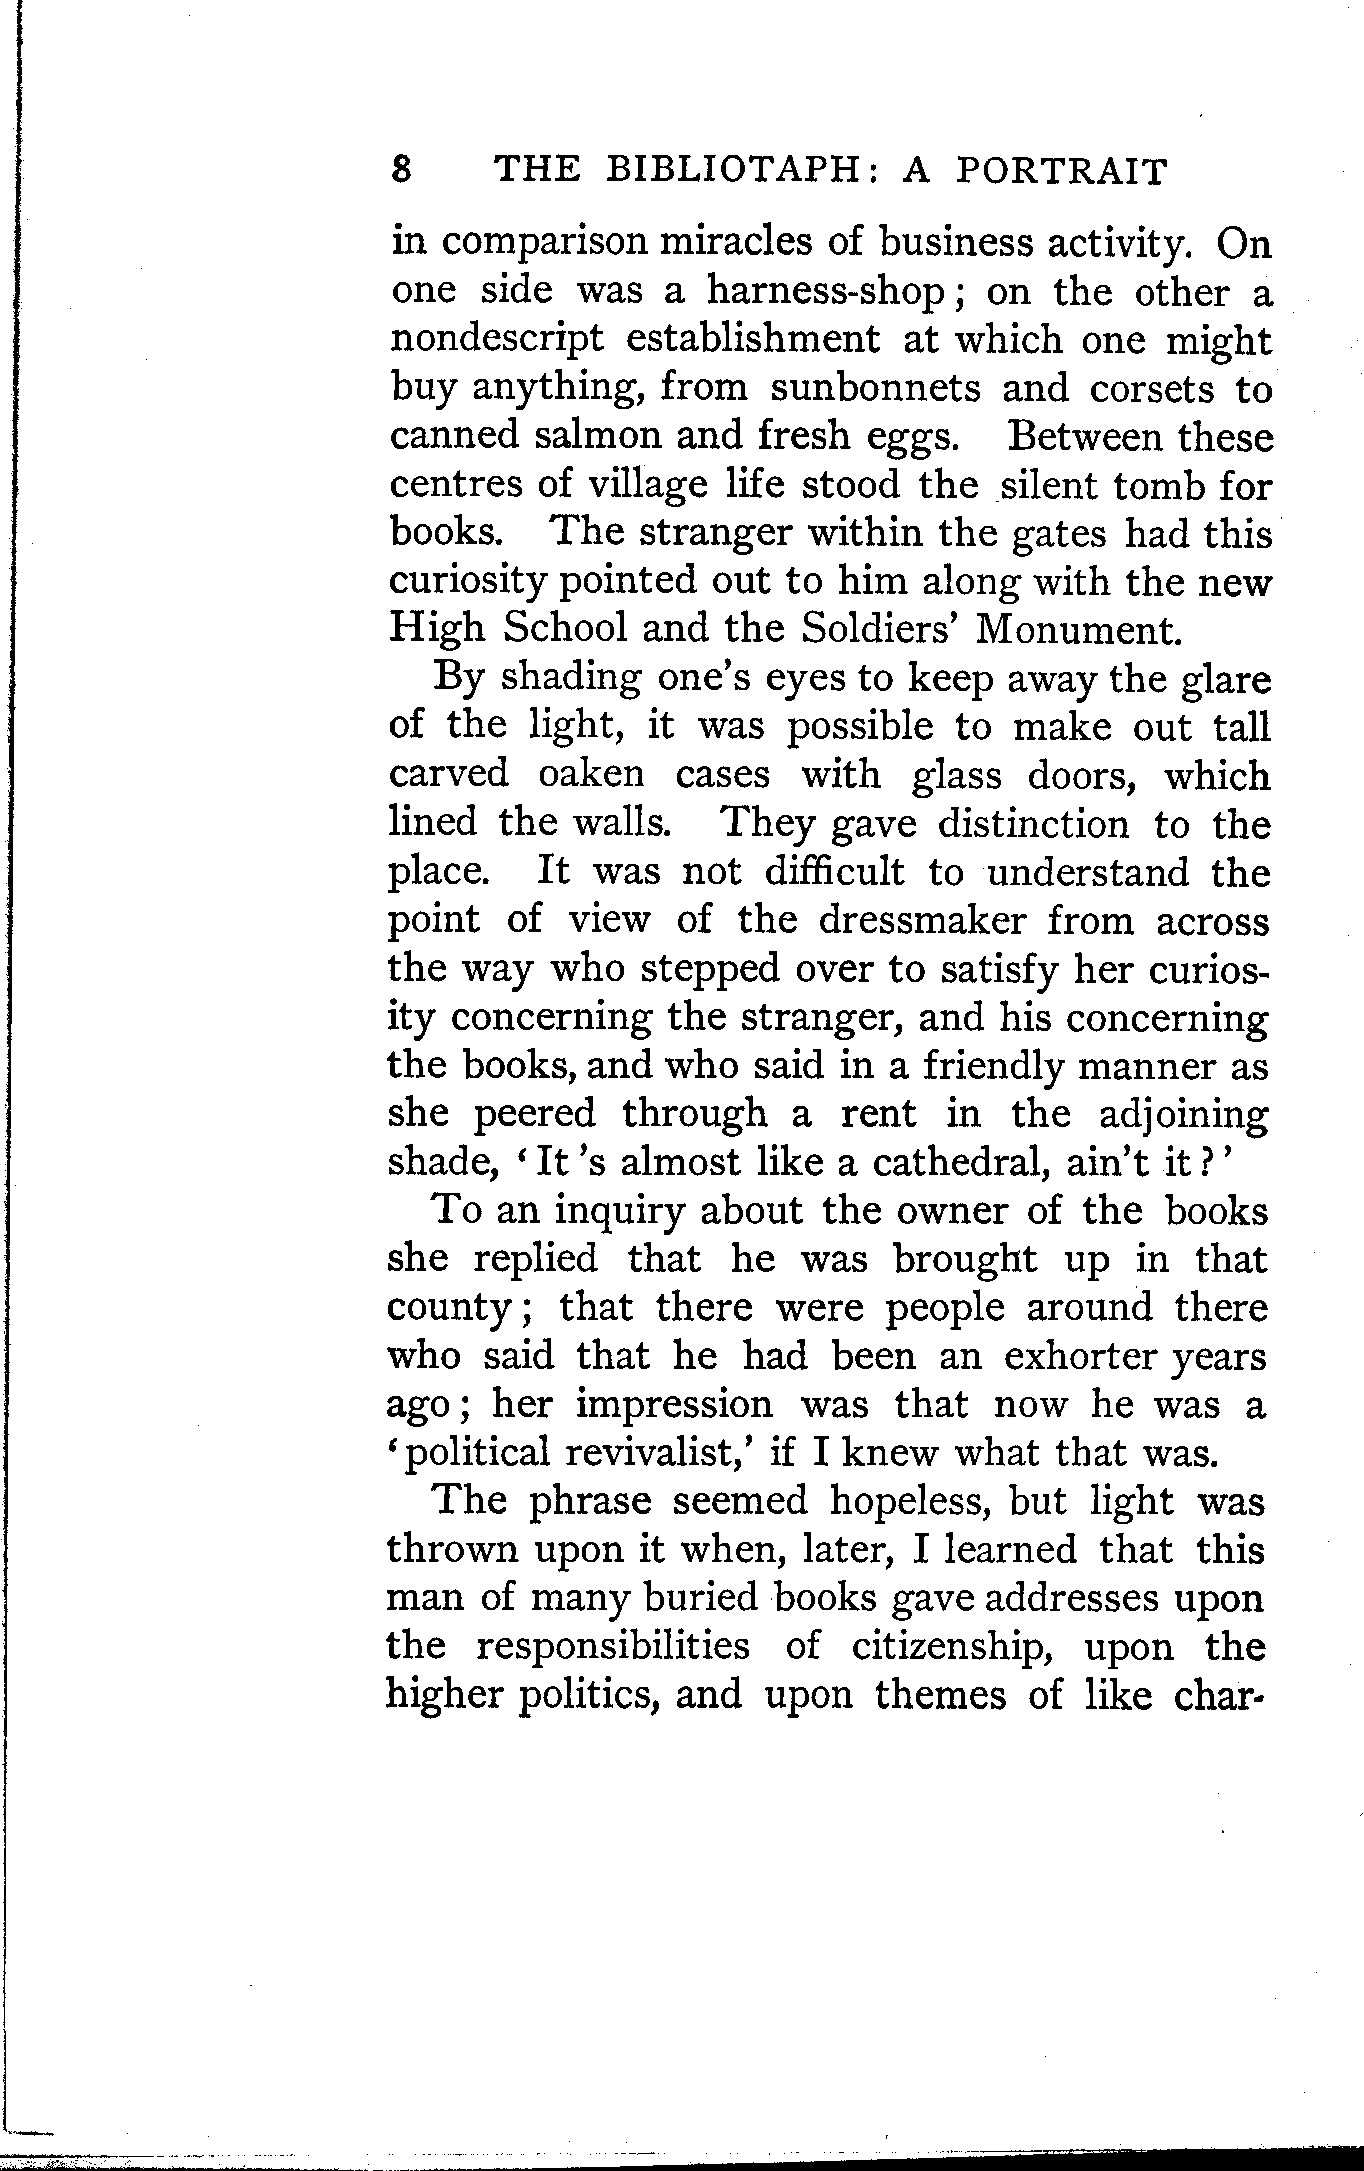 8 THE BIBLIOTAPH: A PORTRAIT
in comparison miracles of business activity. On
one side was a harness-shop; on the other a
nondescript establishment at which one might
buy anything, from sunbonnets and corsets to
canned salmon and fresh eggs. Between these
centres of village life stood the silent tomb for
books. The stranger within the gates had this
curiosity pointed out to him along with the new
High School and the Soldiers' Monument.
By shading one's eyes to keep away the glare
of the light, it was possible to make out tall
carved oaken cases with glass doors, which
lined the walls. They gave distinction to the
place. It was not difficult to understand the
point of view of the dressmaker from across
the way who stepped over to satisfy her curios-
ity concerning the stranger, and his concerning
the books, and who said in a friendly manner as
she peered through a rent in the adjoining
shade, ‘It 's almost like a cathedral, ain't it?’
To an inquiry about the owner of the books
she replied that he was brought up in that
county; that there were people around there
who said that he had been an exhorter years
ago; her impression was that now he was a
‘political revivalist,’ if I knew what that was.
The phrase seemed hopeless, but light was
thrown upon it when, later, I learned that this
man of many buried books gave addresses upon
the responsibilities of citizenship, upon the
higher politics, and upon themes of like char-